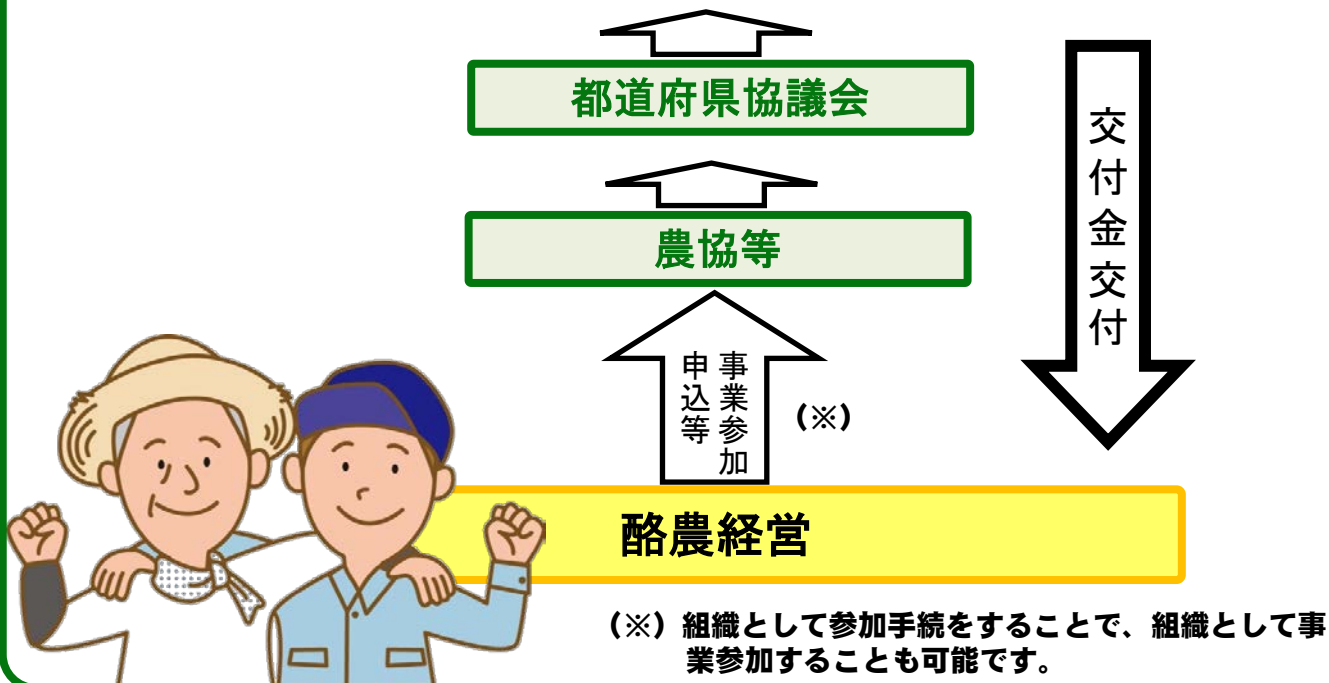 都道府県協議会
農協等
交付金交付
事業参加
申込等
（※）
酪農経営
（※）組織として参加手続をすることで、組織として事
業参加することも可能です。